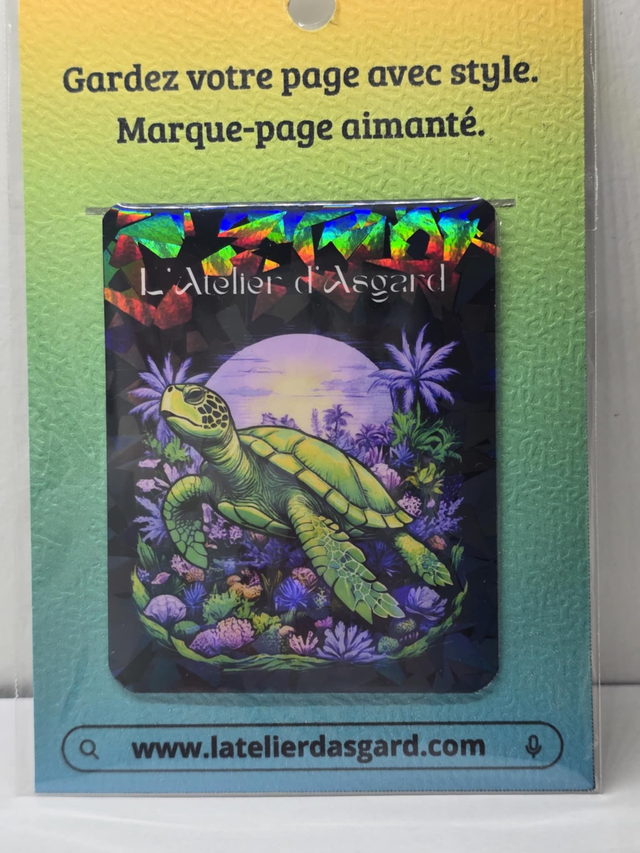 Gardez votre page avec style.
Marque-page aimanté.
L'Atelier d'Asgard
www.latelierdasgard.com